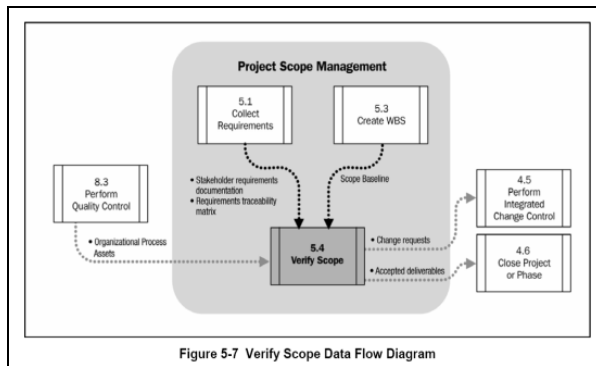 Project Scope Management
5.1
Collect
Requirements
5.3
Create WBS
8.3
Perform
Quality Control
• Stakeholder requirements
documentation
• Requirements traceability
matrix
Scope Baseline
4.5
Perform
Integrated
Change Control
• Organizational Process
Assets
5.4
Verify Scope
• Change requests
• Accepted deliverables
4.6
Close Project
or Phase
Figure 5-7 Verify Scope Data Flow Diagram